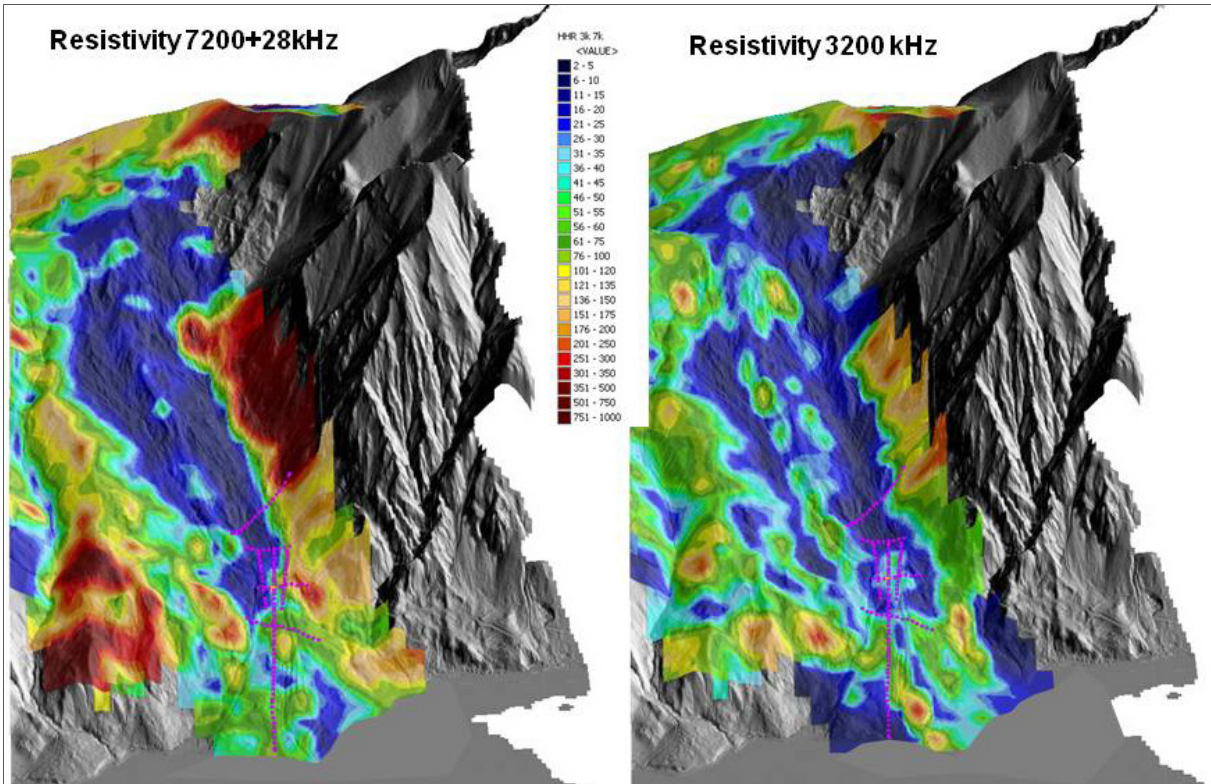 Resistivity 7200+28kHz
Resistivity 3200 kHz
HHR 3k 7k
<VALUE>
2 - 5
6 - 10
11 - 15
16 - 20
21 - 25
26 - 30
31 - 35
36 - 40
41 - 45
46 - 50
51 - 55
56 - 60
61 - 75
76 - 100
101 - 120
121 - 135
136 - 150
151 - 175
176 - 200
201 - 250
251 - 300
301 - 350
351 - 500
501 - 750
751 - 1000